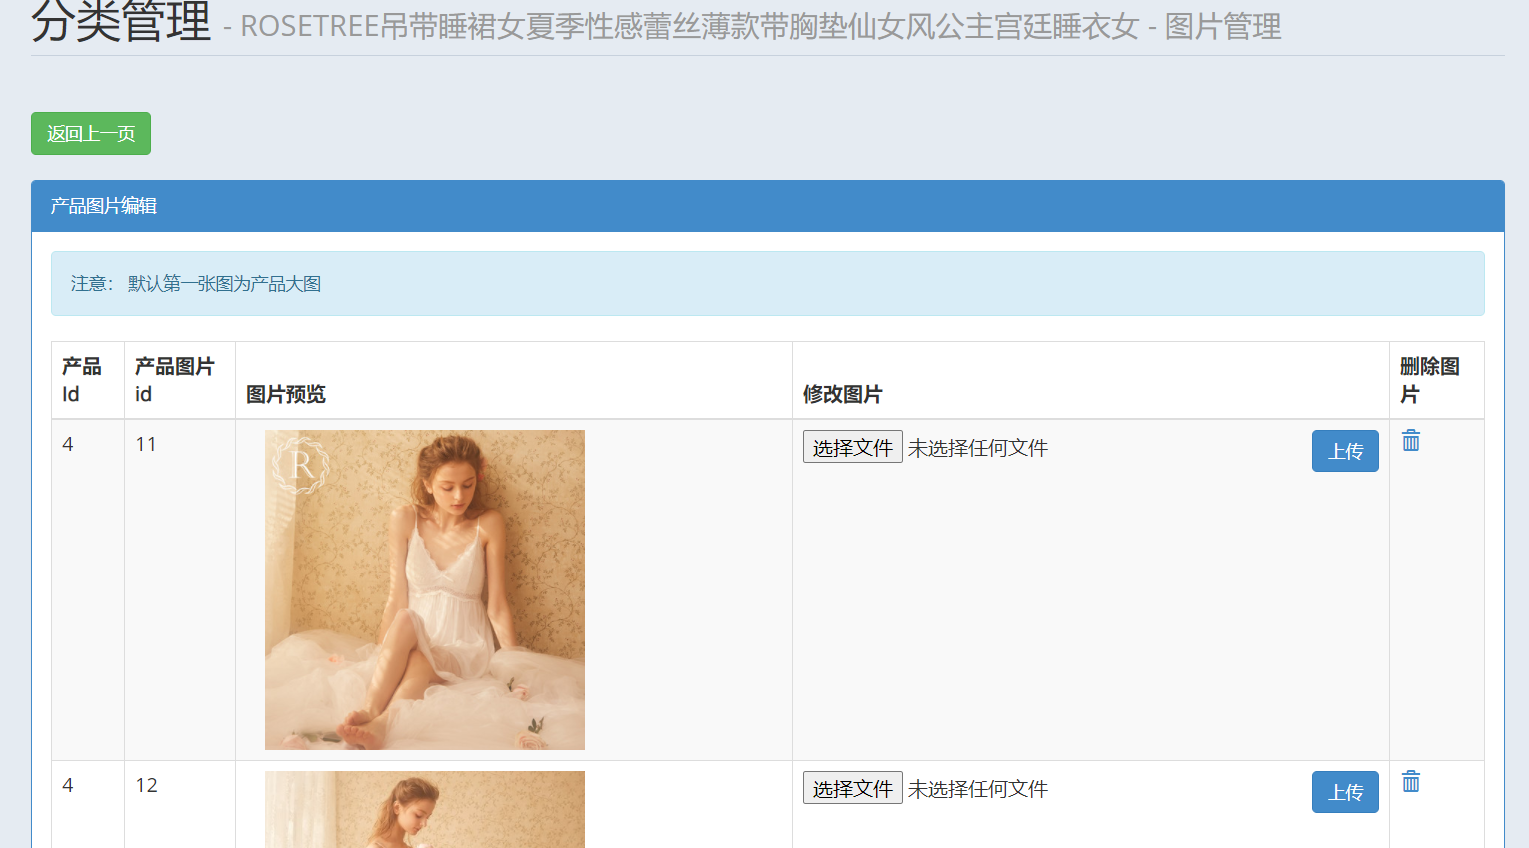 分类管理 - ROSETREE吊带睡裙女夏季性感蕾丝薄款带胸垫仙女风公主宫廷睡衣女 - 图片管理
返回上一页
产品图片编辑
注意： 默认第一张图为产品大图
产品Id 产品图片id 图片预览 修改图片 删除图片
4 11 R 选择文件 未选择任何文件 上传
4 12 选择文件 未选择任何文件 上传